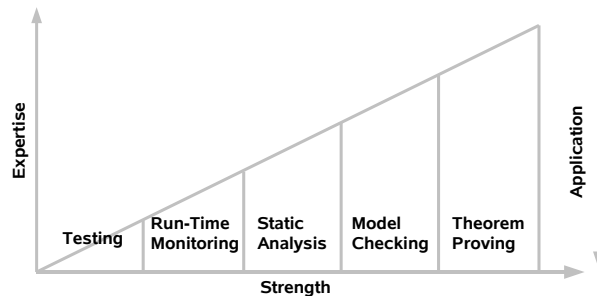 Expertise
Testing
Run-Time
Monitoring
Static
Analysis
Model
Checking
Theorem
Proving
Application
Strength